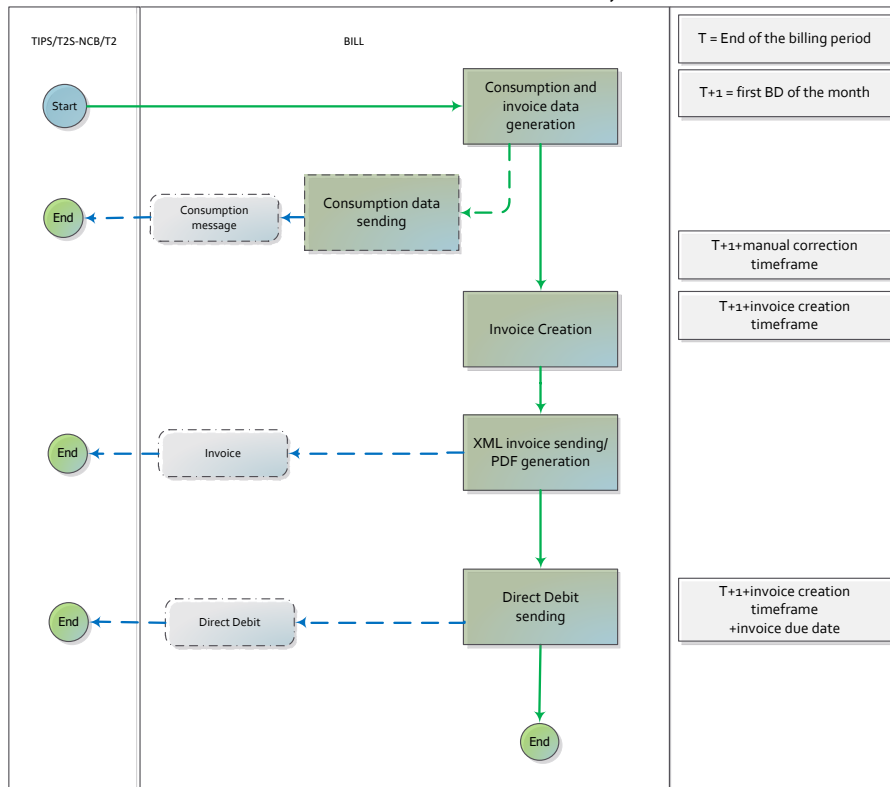 TIPS/T2S-NCB/T2
BILL
T = End of the billing period
Start
Consumption and
invoice data
generation
T+1 = first BD of the month
End
Consumption
message
Consumption data
sending
T+1+manual correction
timeframe
Invoice Creation
T+1+invoice creation
timeframe
End
Invoice
XML invoice sending/
PDF generation
End
Direct Debit
Direct Debit
sending
T+1+invoice creation
timeframe
+invoice due date
End